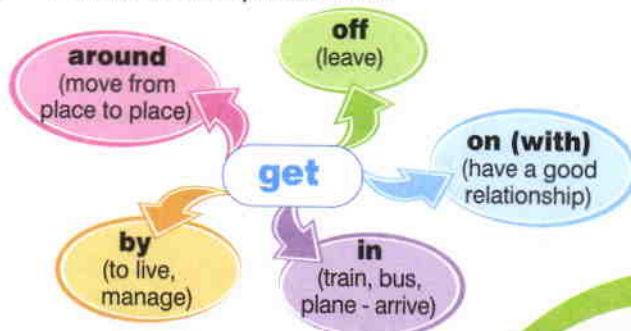 off
(leave)
around
(move from
place to place)
on (with)
(have a good
relationship)
get
by
(to live,
manage)
in
(train, bus,
plane - arrive)